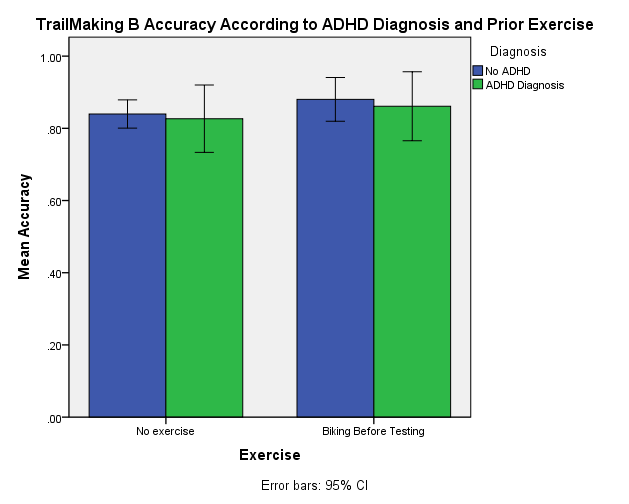 TrailMaking B Accuracy According to ADHD Diagnosis and Prior Exercise
Diagnosis
No ADHD
ADHD Diagnosis
Mean Accuracy
1.00
.80
.60
.40
.20
.00
No exercise
Biking Before Testing
Exercise
Error bars: 95% CI